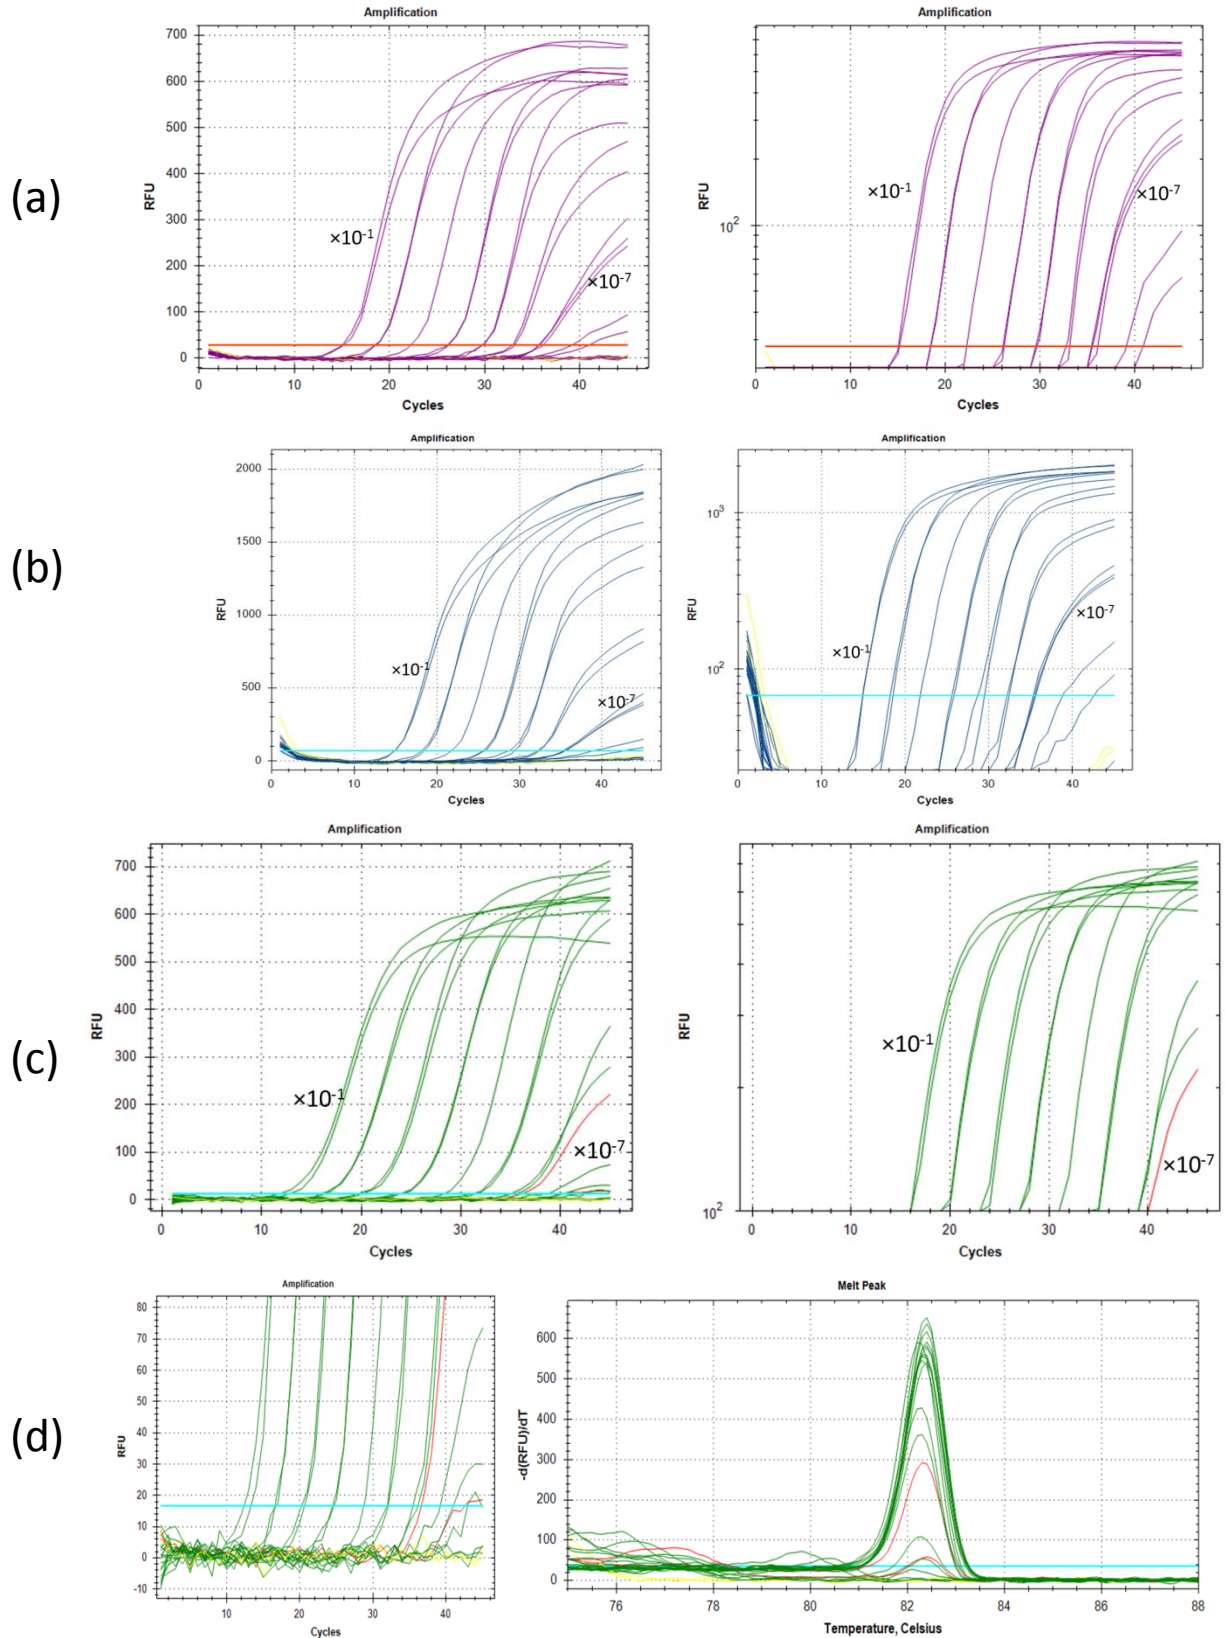 (a)
Amplification
RFU
700
600
500
400
300
200
100
0
×10-1
×10-7
0 10 20 30 40
Cycles
Amplification
RFU
10²
×10-1
×10-7
0 10 20 30 40
Cycles
(b)
Amplification
RFU
2000
1500
1000
500
0
×10-1
×10-7
0 10 20 30 40
Cycles
Amplification
RFU
10³
10²
×10-1
×10-7
0 10 20 30 40
Cycles
(c)
Amplification
RFU
700
600
500
400
300
200
100
0
×10-1
×10-7
0 10 20 30 40
Cycles
Amplification
RFU
10²
×10-1
×10-7
0 10 20 30 40
Cycles
(d)
Amplification
RFU
80
70
60
50
40
30
20
10
0
-10
10 20 30 40
Cycles
Melt Peak
-d(RFU)/dT
600
500
400
300
200
100
0
76 78 80 82 84 86 88
Temperature, Celsius